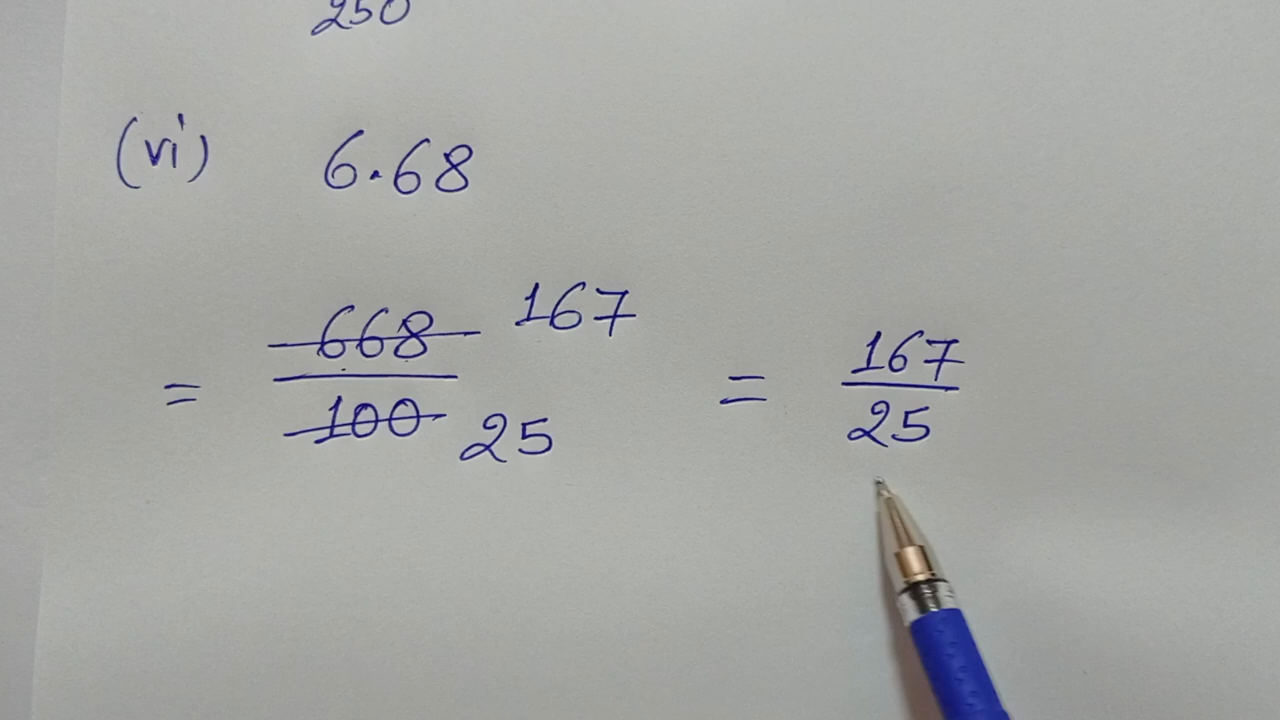 250
(vi) 6.68
= 668/100 167/25 = 167/25